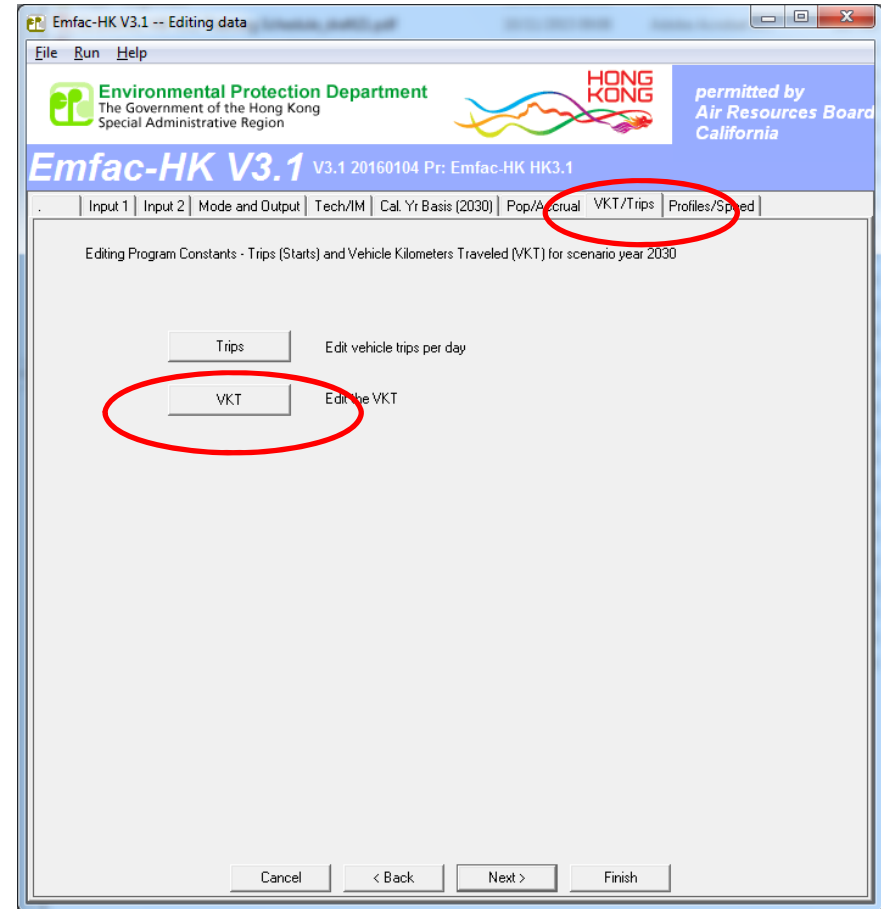 Emfac-HK V3.1 -- Editing data
File Run Help
Environmental Protection Department
The Government of the Hong Kong
Special Administrative Region
HONG
KONG
permitted by
Air Resources Board
California
Emfac-HK V3.1 V3.1 20160104 Pr: Emfac-HK HK3.1
. Input 1 Input 2 Mode and Output Tech/IM Cal. Yr Basis (2030) Pop/Accrual VKT/Trips Profiles/Speed
Editing Program Constants - Trips (Starts) and Vehicle Kilometers Traveled (VKT) for scenario year 2030
Trips Edit vehicle trips per day
VKT Edit the VKT
Cancel < Back Next > Finish